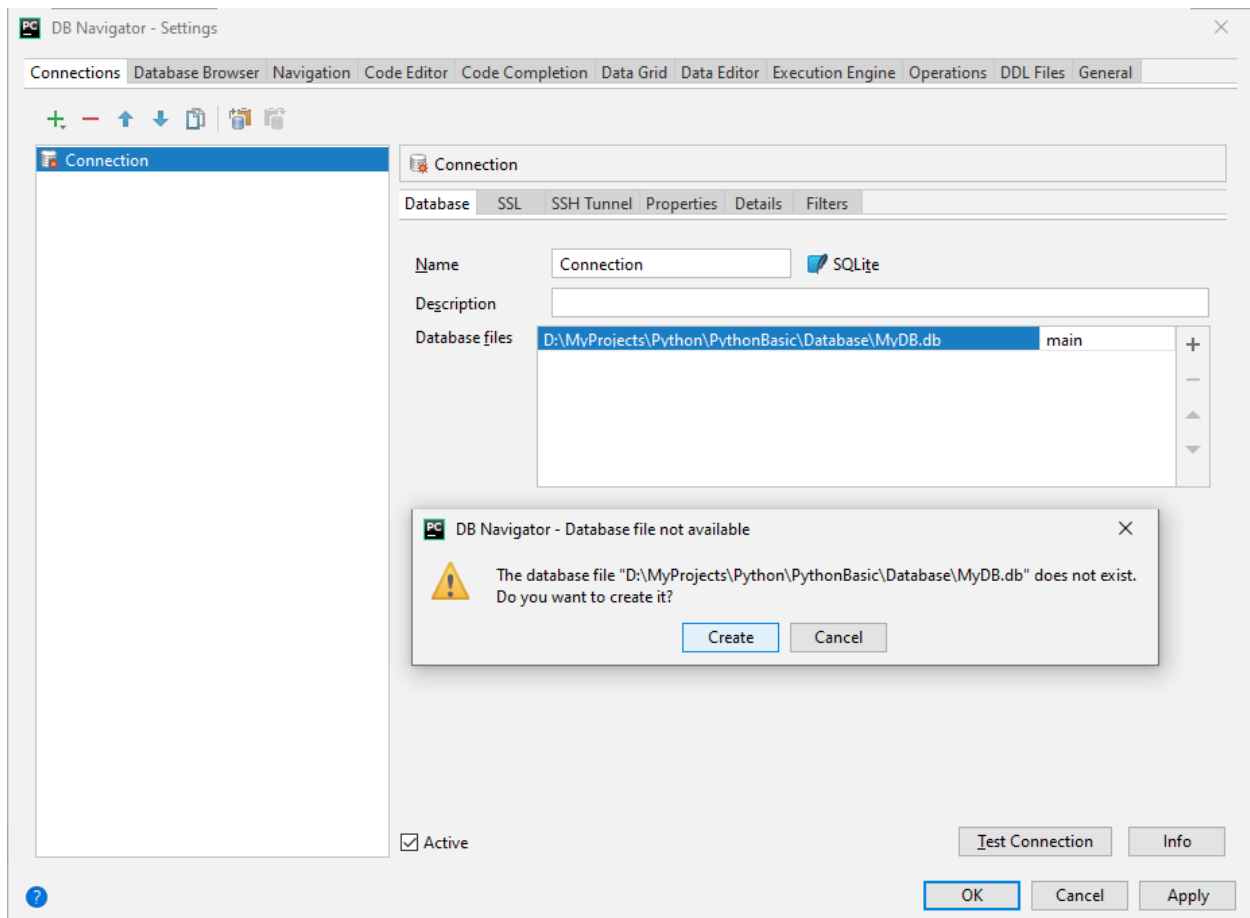 PC DB Navigator - Settings
Connections Database Browser Navigation Code Editor Code Completion Data Grid Data Editor Execution Engine Operations DDL Files General
Connection
Connection
Database SSL SSH Tunnel Properties Details Filters
Name Connection SQLite
Description
Database files D:\MyProjects\Python\PythonBasic\Database\MyDB.db main
PC DB Navigator - Database file not available
The database file "D:\MyProjects\Python\PythonBasic\Database\MyDB.db" does not exist.
Do you want to create it?
Create Cancel
Active Test Connection Info
? OK Cancel Apply